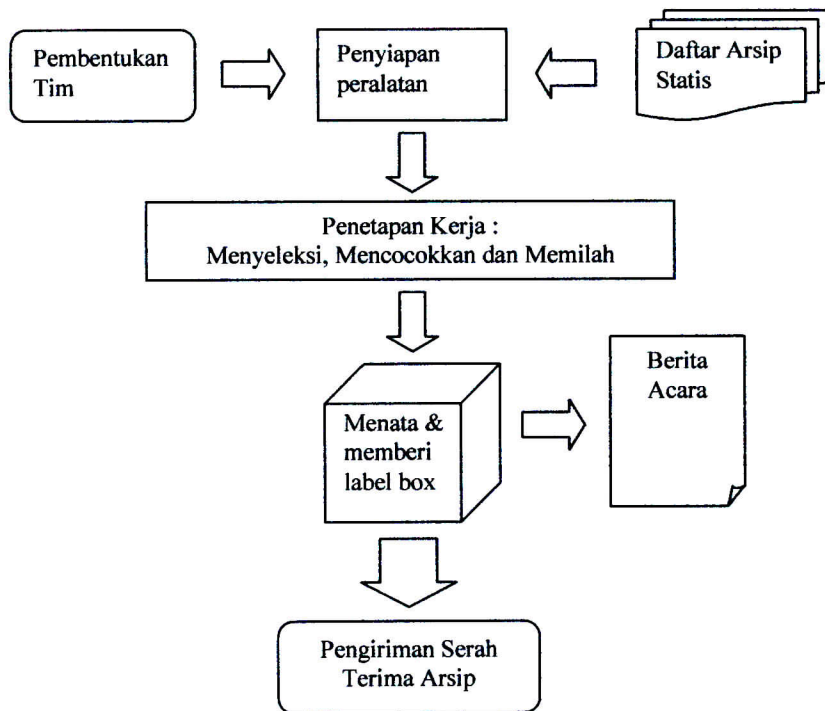 Pembentukan
Tim
Penyiapan
peralatan
Daftar Arsip
Statis
Penetapan Kerja :
Menyeleksi, Mencocokkan dan Memilah
Menata &
memberi
label box
Berita
Acara
Pengiriman Serah
Terima Arsip